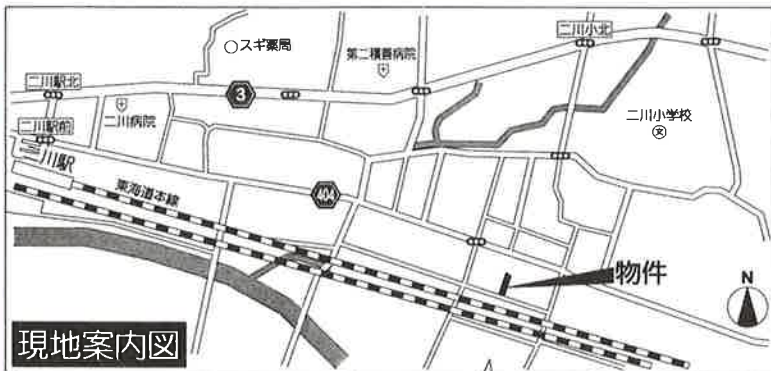 二川小北
スギ薬局
第二積善病院
二川駅北
3
二川病院
二川小学校
文
二川駅前
二川駅
東海道本線
404
物件
N
現地案内図